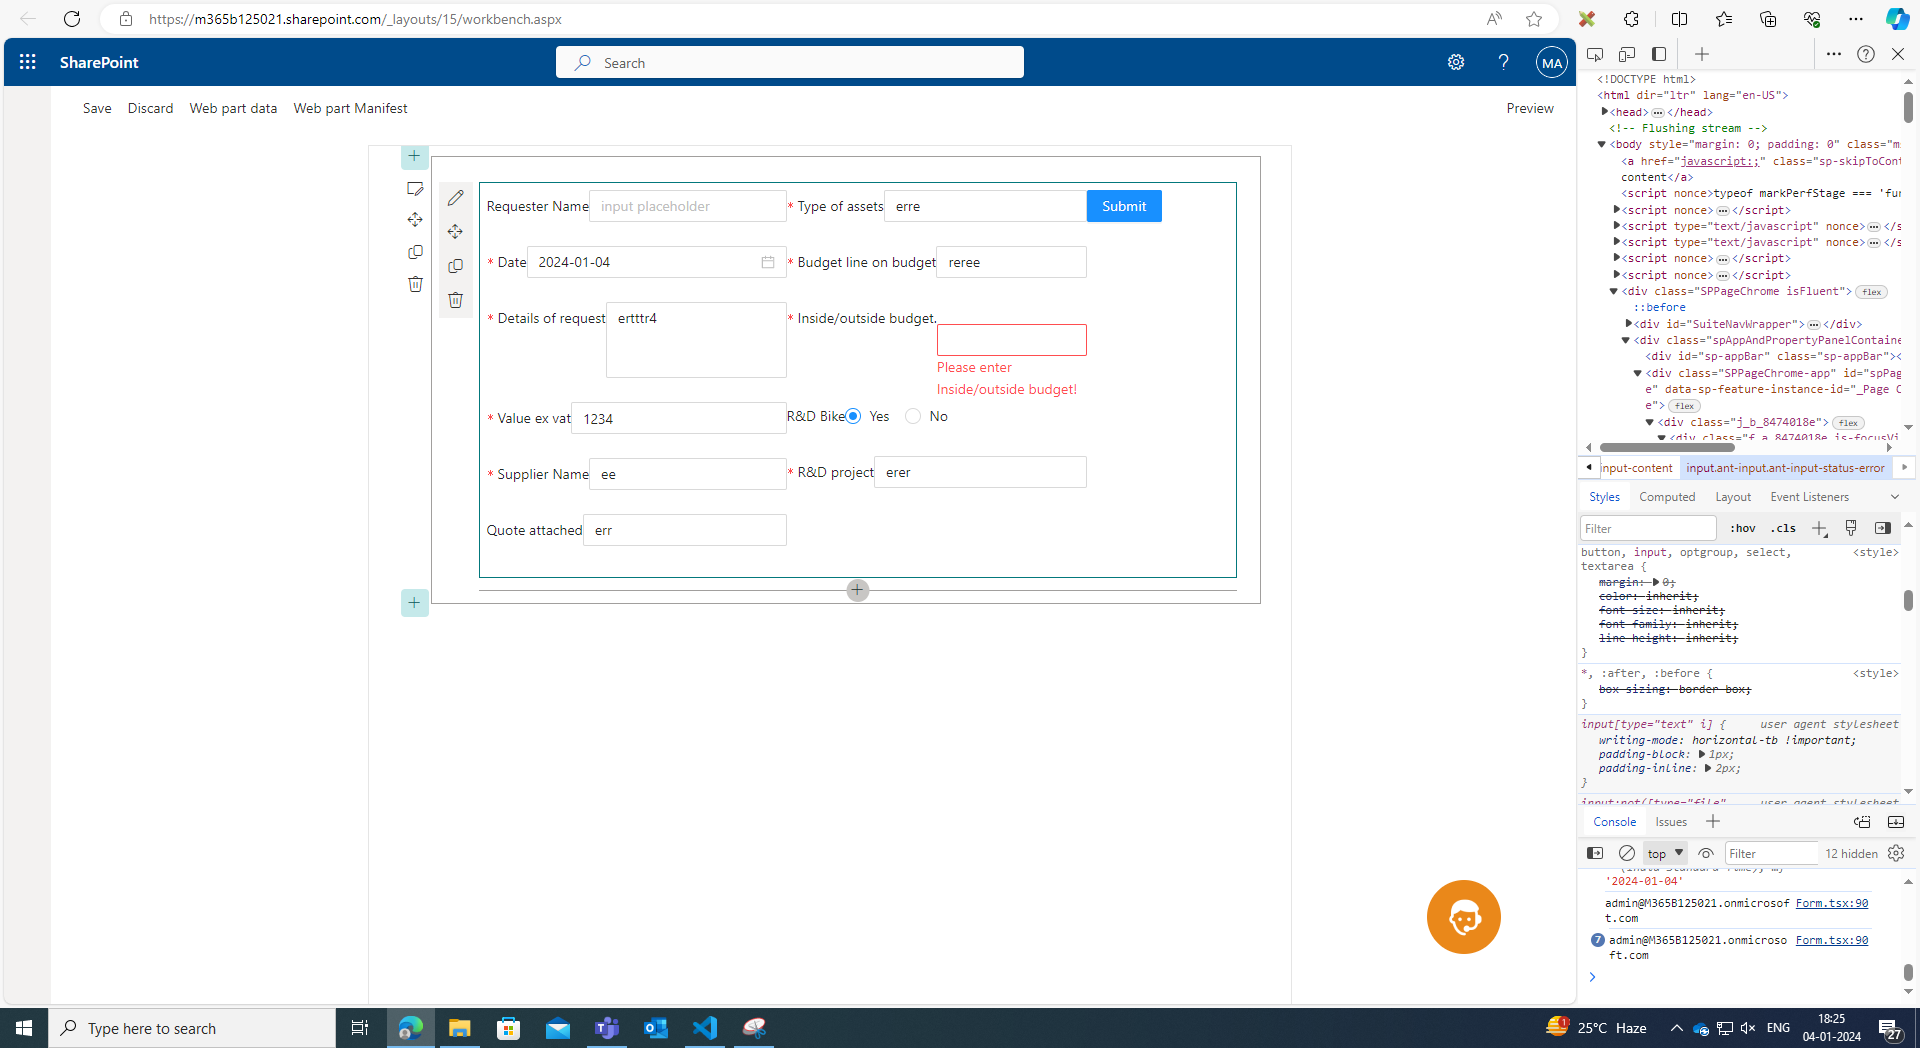 https://m365b125021.sharepoint.com/_layouts/15/workbench.aspx
SharePoint
Search
MA
Save Discard Web part data Web part Manifest
Preview
Requester Name input placeholder
* Type of assets erre
Submit
* Date 2024-01-04
* Budget line on budget reree
* Details of request ertttr4
* Inside/outside budget.
Please enter
Inside/outside budget!
* Value ex vat 1234
R&D Bike Yes No
* Supplier Name ee
* R&D project erer
Quote attached err
<!DOCTYPE html>
<html dir="ltr" lang="en-US">
<head> </head>
<!-- Flushing stream -->
<body style="margin: 0; padding: 0" class="m
<a href="javascript:;" class="sp-skipToCont
content</a>
<script nonce>typeof markPerfStage === 'fu
<script nonce> </script>
<script type="text/javascript" nonce> </s
<script type="text/javascript" nonce> </s
<script nonce> </script>
<script nonce> </script>
<div class="SPPageChrome isFluent"> flex
::before
<div id="SuiteNavWrapper"> </div>
<div class="spAppAndPropertyPanelContaine
<div id="sp-appBar" class="sp-appBar"><
<div class="SPPageChrome-app" id="spPag
e" data-sp-feature-instance-id="_Page C
e"> flex
<div class="j_b_8474018e"> flex
<div class="f_a_8474018e is-focusVi
input-content input.ant-input.ant-input-status-error
Styles Computed Layout Event Listeners
Filter :hov .cls
button, input, optgroup, select, <style>
textarea {
margin: 0;
color: inherit;
font-size: inherit;
font-family: inherit;
line-height: inherit;
}
*, :after, :before { <style>
box-sizing: border-box;
}
input[type="text" i] { user agent stylesheet
writing-mode: horizontal-tb !important;
padding-block: 1px;
padding-inline: 2px;
}
input:not([type="file" user agent stylesheet
Console Issues
top Filter 12 hidden
'2024-01-04'
admin@M365B125021.onmicrosof Form.tsx:90
t.com
7 admin@M365B125021.onmicroso Form.tsx:90
ft.com
Type here to search
1 25°C Haze
ENG
18:25
04-01-2024
27